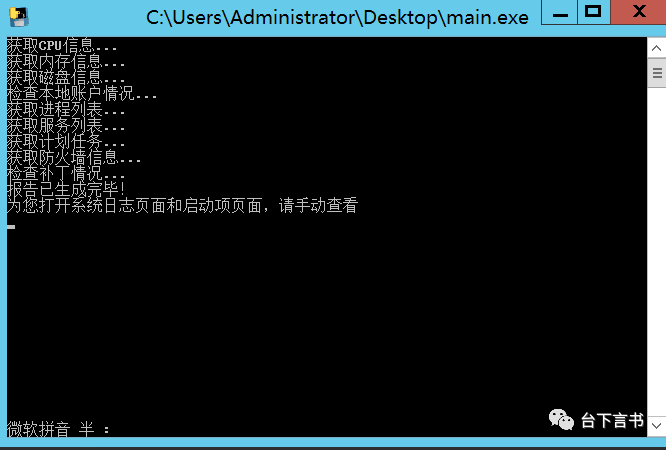 C:\Users\Administrator\Desktop\main.exe
获取CPU信息...
获取内存信息...
获取磁盘信息...
检查本地账户情况...
获取进程列表...
获取服务列表...
获取计划任务...
获取防火墙信息...
检查补丁情况...
报告已生成完毕!
为您打开系统日志页面和启动项页面，请手动查看
微软拼音 半 ：
台下言书